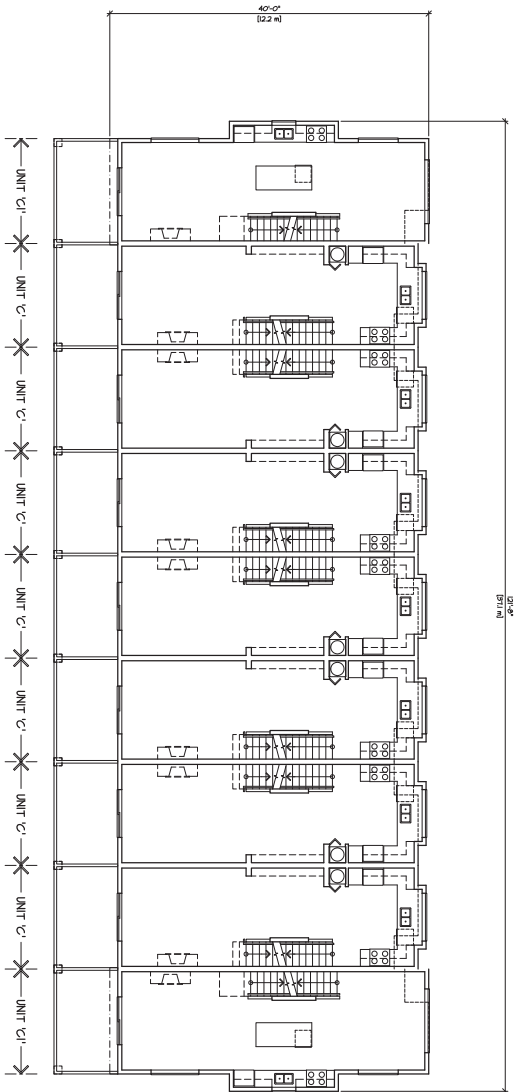 40'-0"
[12.2 m]
121'-8"
[37.1 m]
UNIT 'C1'
UNIT 'C'
UNIT 'C'
UNIT 'C'
UNIT 'C'
UNIT 'C'
UNIT 'C'
UNIT 'C'
UNIT 'C1'